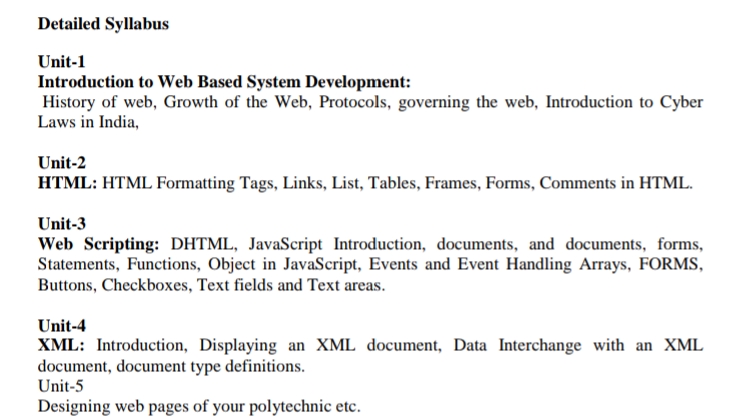 Detailed Syllabus
Unit-1
Introduction to Web Based System Development:
History of web, Growth of the Web, Protocols, governing the web, Introduction to Cyber
Laws in India,
Unit-2
HTML: HTML Formatting Tags, Links, List, Tables, Frames, Forms, Comments in HTML.
Unit-3
Web Scripting: DHTML, JavaScript Introduction, documents, and documents, forms,
Statements, Functions, Object in JavaScript, Events and Event Handling Arrays, FORMS,
Buttons, Checkboxes, Text fields and Text areas.
Unit-4
XML: Introduction, Displaying an XML document, Data Interchange with an XML
document, document type definitions.
Unit-5
Designing web pages of your polytechnic etc.